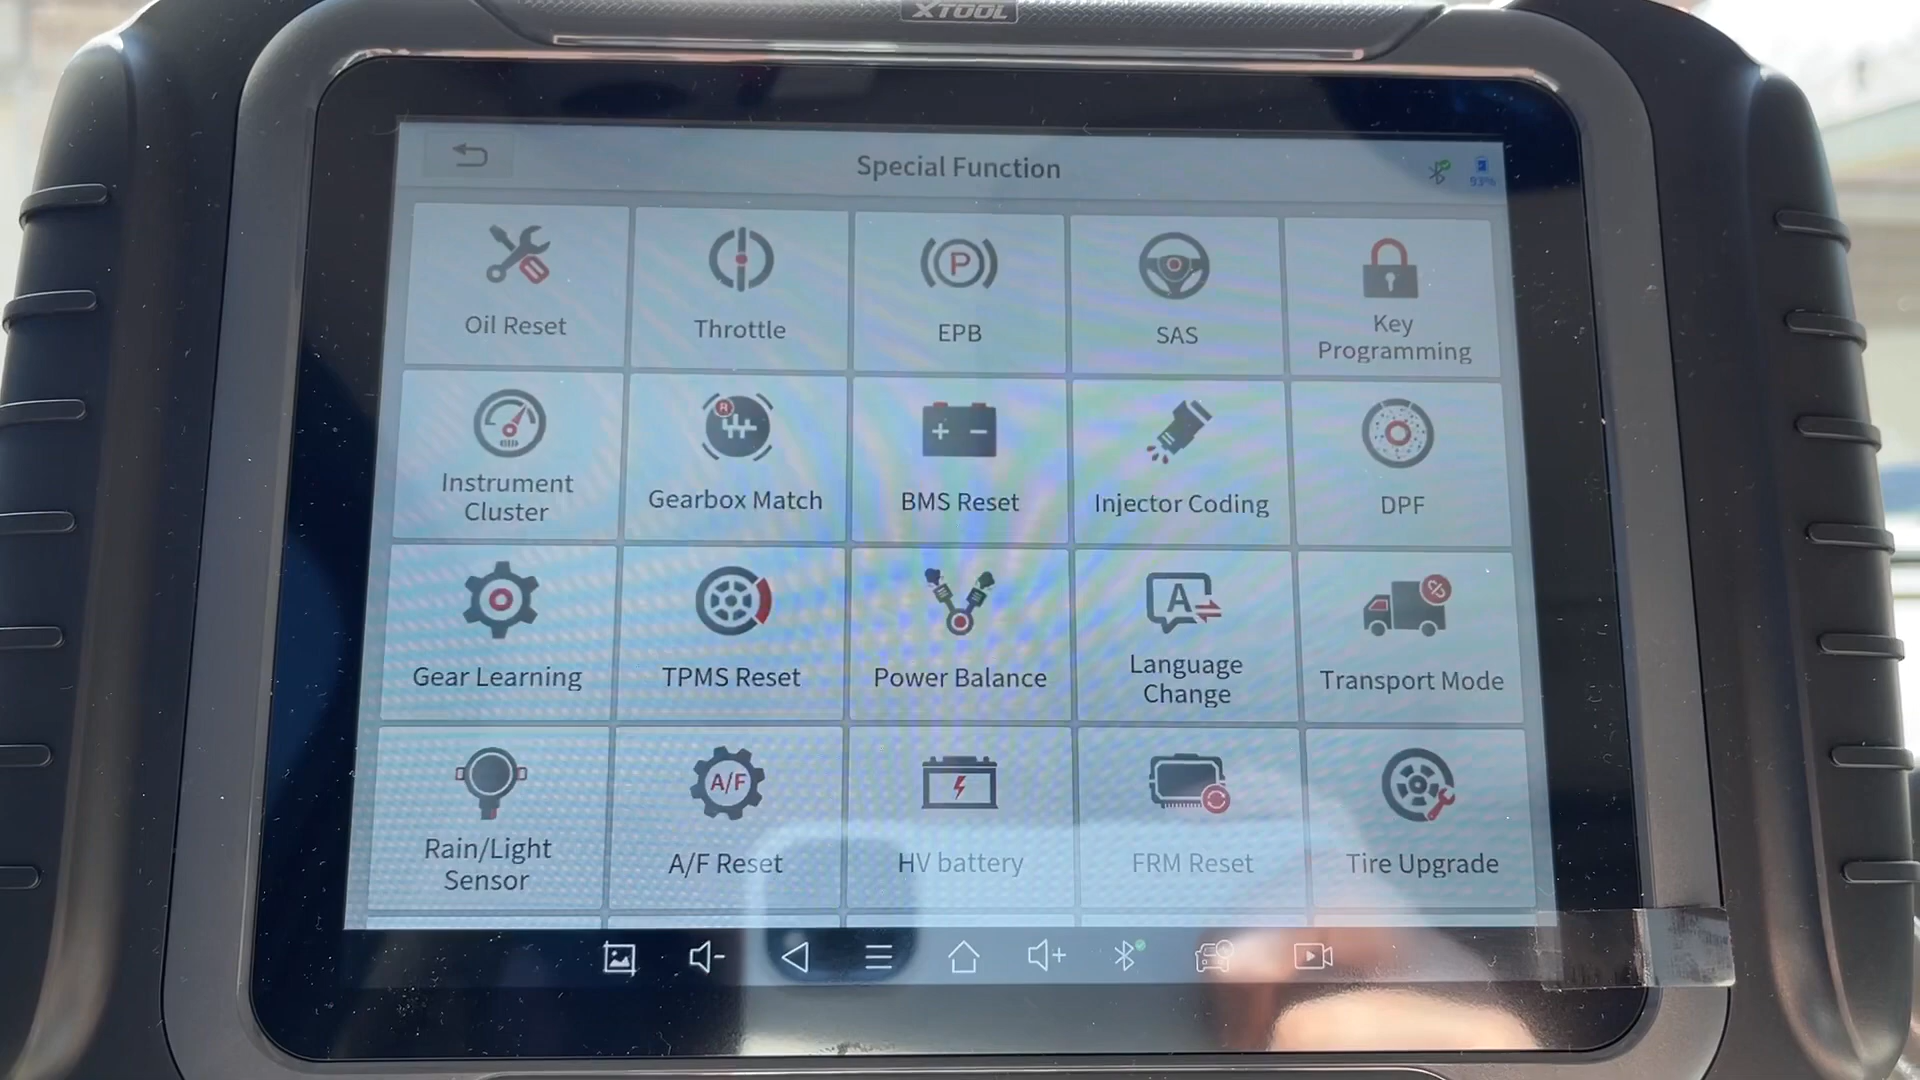 XTOOL
Special Function
93%
Oil Reset
Throttle
EPB
SAS
Key
Programming
Instrument
Cluster
Gearbox Match
BMS Reset
Injector Coding
DPF
Gear Learning
TPMS Reset
Power Balance
Language
Change
Transport Mode
Rain/Light
Sensor
A/F
A/F Reset
HV battery
FRM Reset
Tire Upgrade